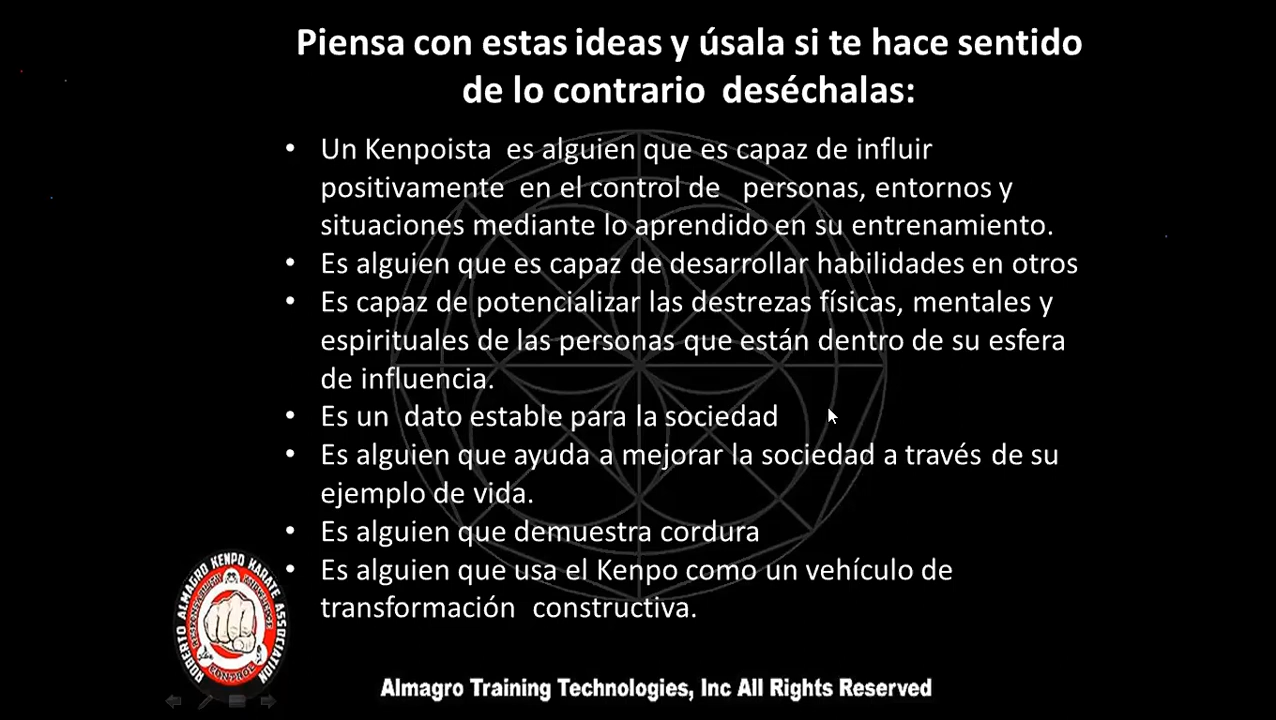 Piensa con estas ideas y úsala si te hace sentido
de lo contrario deséchalas:
• Un Kenpoista es alguien que es capaz de influir
positivamente en el control de personas, entornos y
situaciones mediante lo aprendido en su entrenamiento.
• Es alguien que es capaz de desarrollar habilidades en otros
• Es capaz de potencializar las destrezas físicas, mentales y
espirituales de las personas que están dentro de su esfera
de influencia.
• Es un dato estable para la sociedad
• Es alguien que ayuda a mejorar la sociedad a través de su
ejemplo de vida.
• Es alguien que demuestra cordura
• Es alguien que usa el Kenpo como un vehículo de
transformación constructiva.
ROBERTO ALMAGRO KENPO KARATE ASSOCIATION
RESPONSABILITY KNOWLEDGE
CONTROL
Almagro Training Technologies, Inc All Rights Reserved